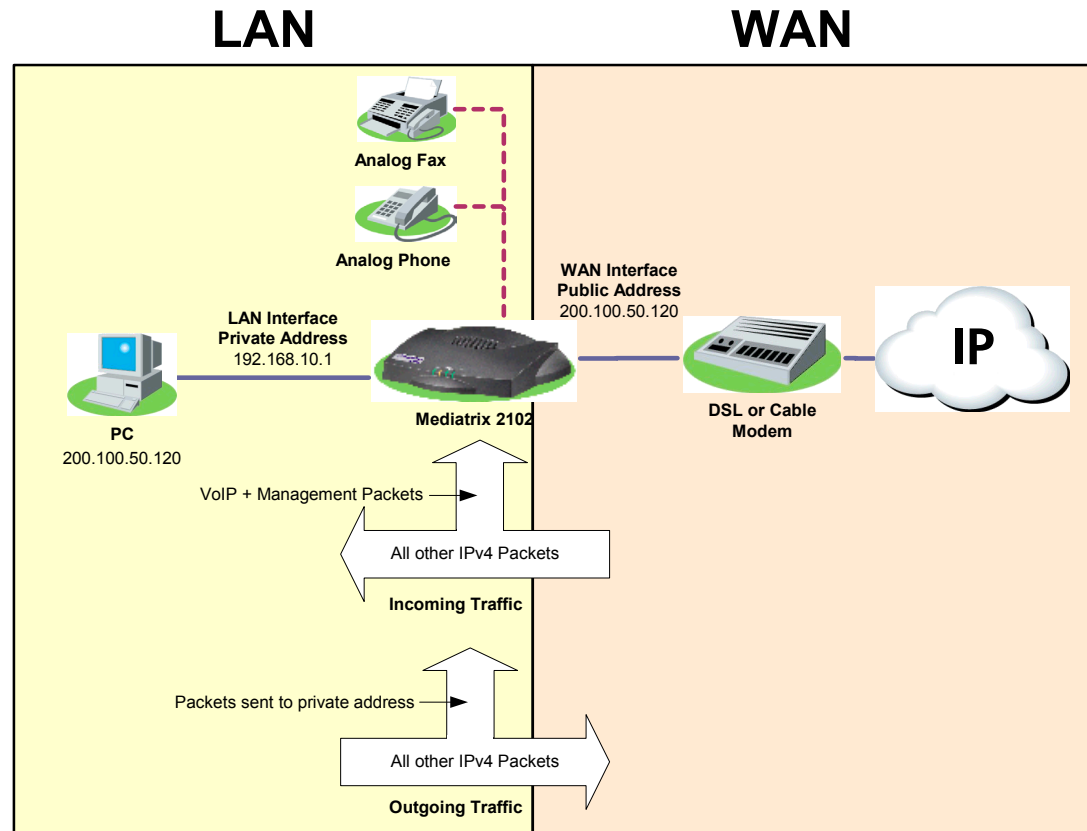 LAN
WAN
Analog Fax
Analog Phone
WAN Interface
Public Address
200.100.50.120
LAN Interface
Private Address
192.168.10.1
IP
Mediatrix 2102
DSL or Cable
Modem
PC
200.100.50.120
VoIP + Management Packets
All other IPv4 Packets
Incoming Traffic
Packets sent to private address
All other IPv4 Packets
Outgoing Traffic